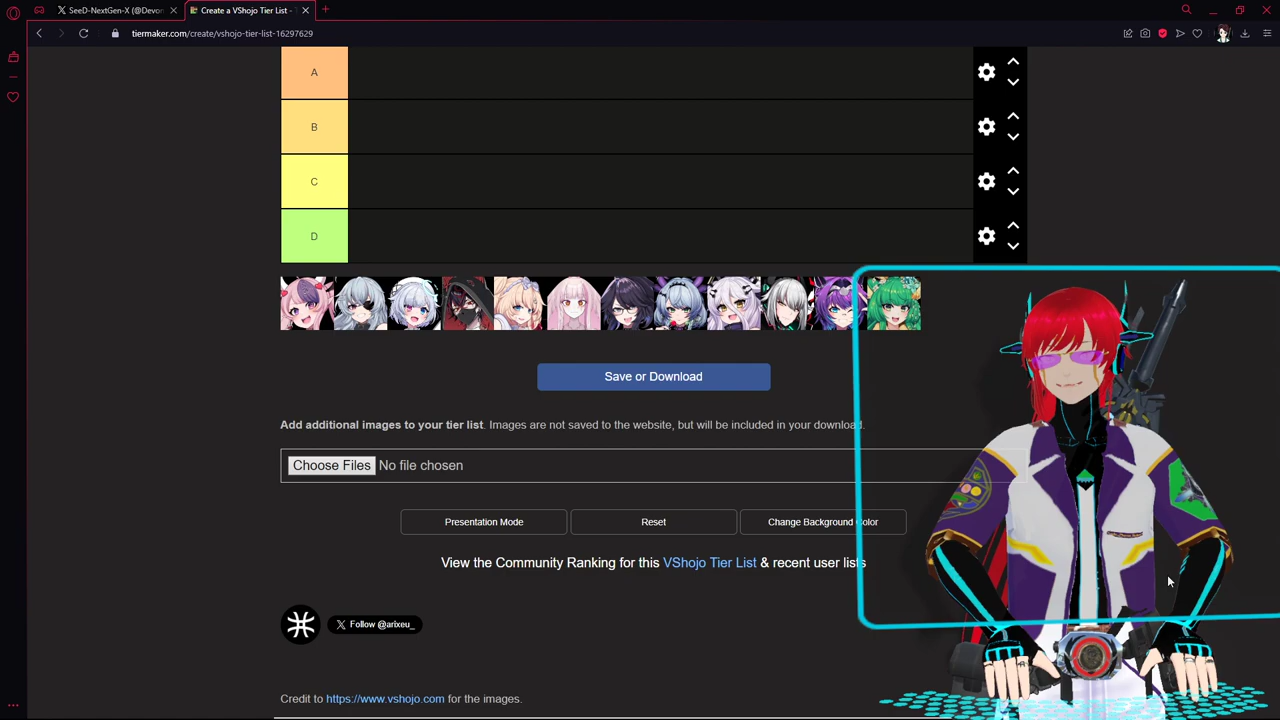 SeeD-NextGen-X (@Devon
Create a VShojo Tier List - T
tiermaker.com/create/vshojo-tier-list-16297629
A
B
C
D
Save or Download
Add additional images to your tier list. Images are not saved to the website, but will be included in your download.
Choose Files No file chosen
Presentation Mode
Reset
Change Background Color
View the Community Ranking for this VShojo Tier List & recent user lists
Follow @arixeu_
Credit to https://www.vshojo.com for the images.